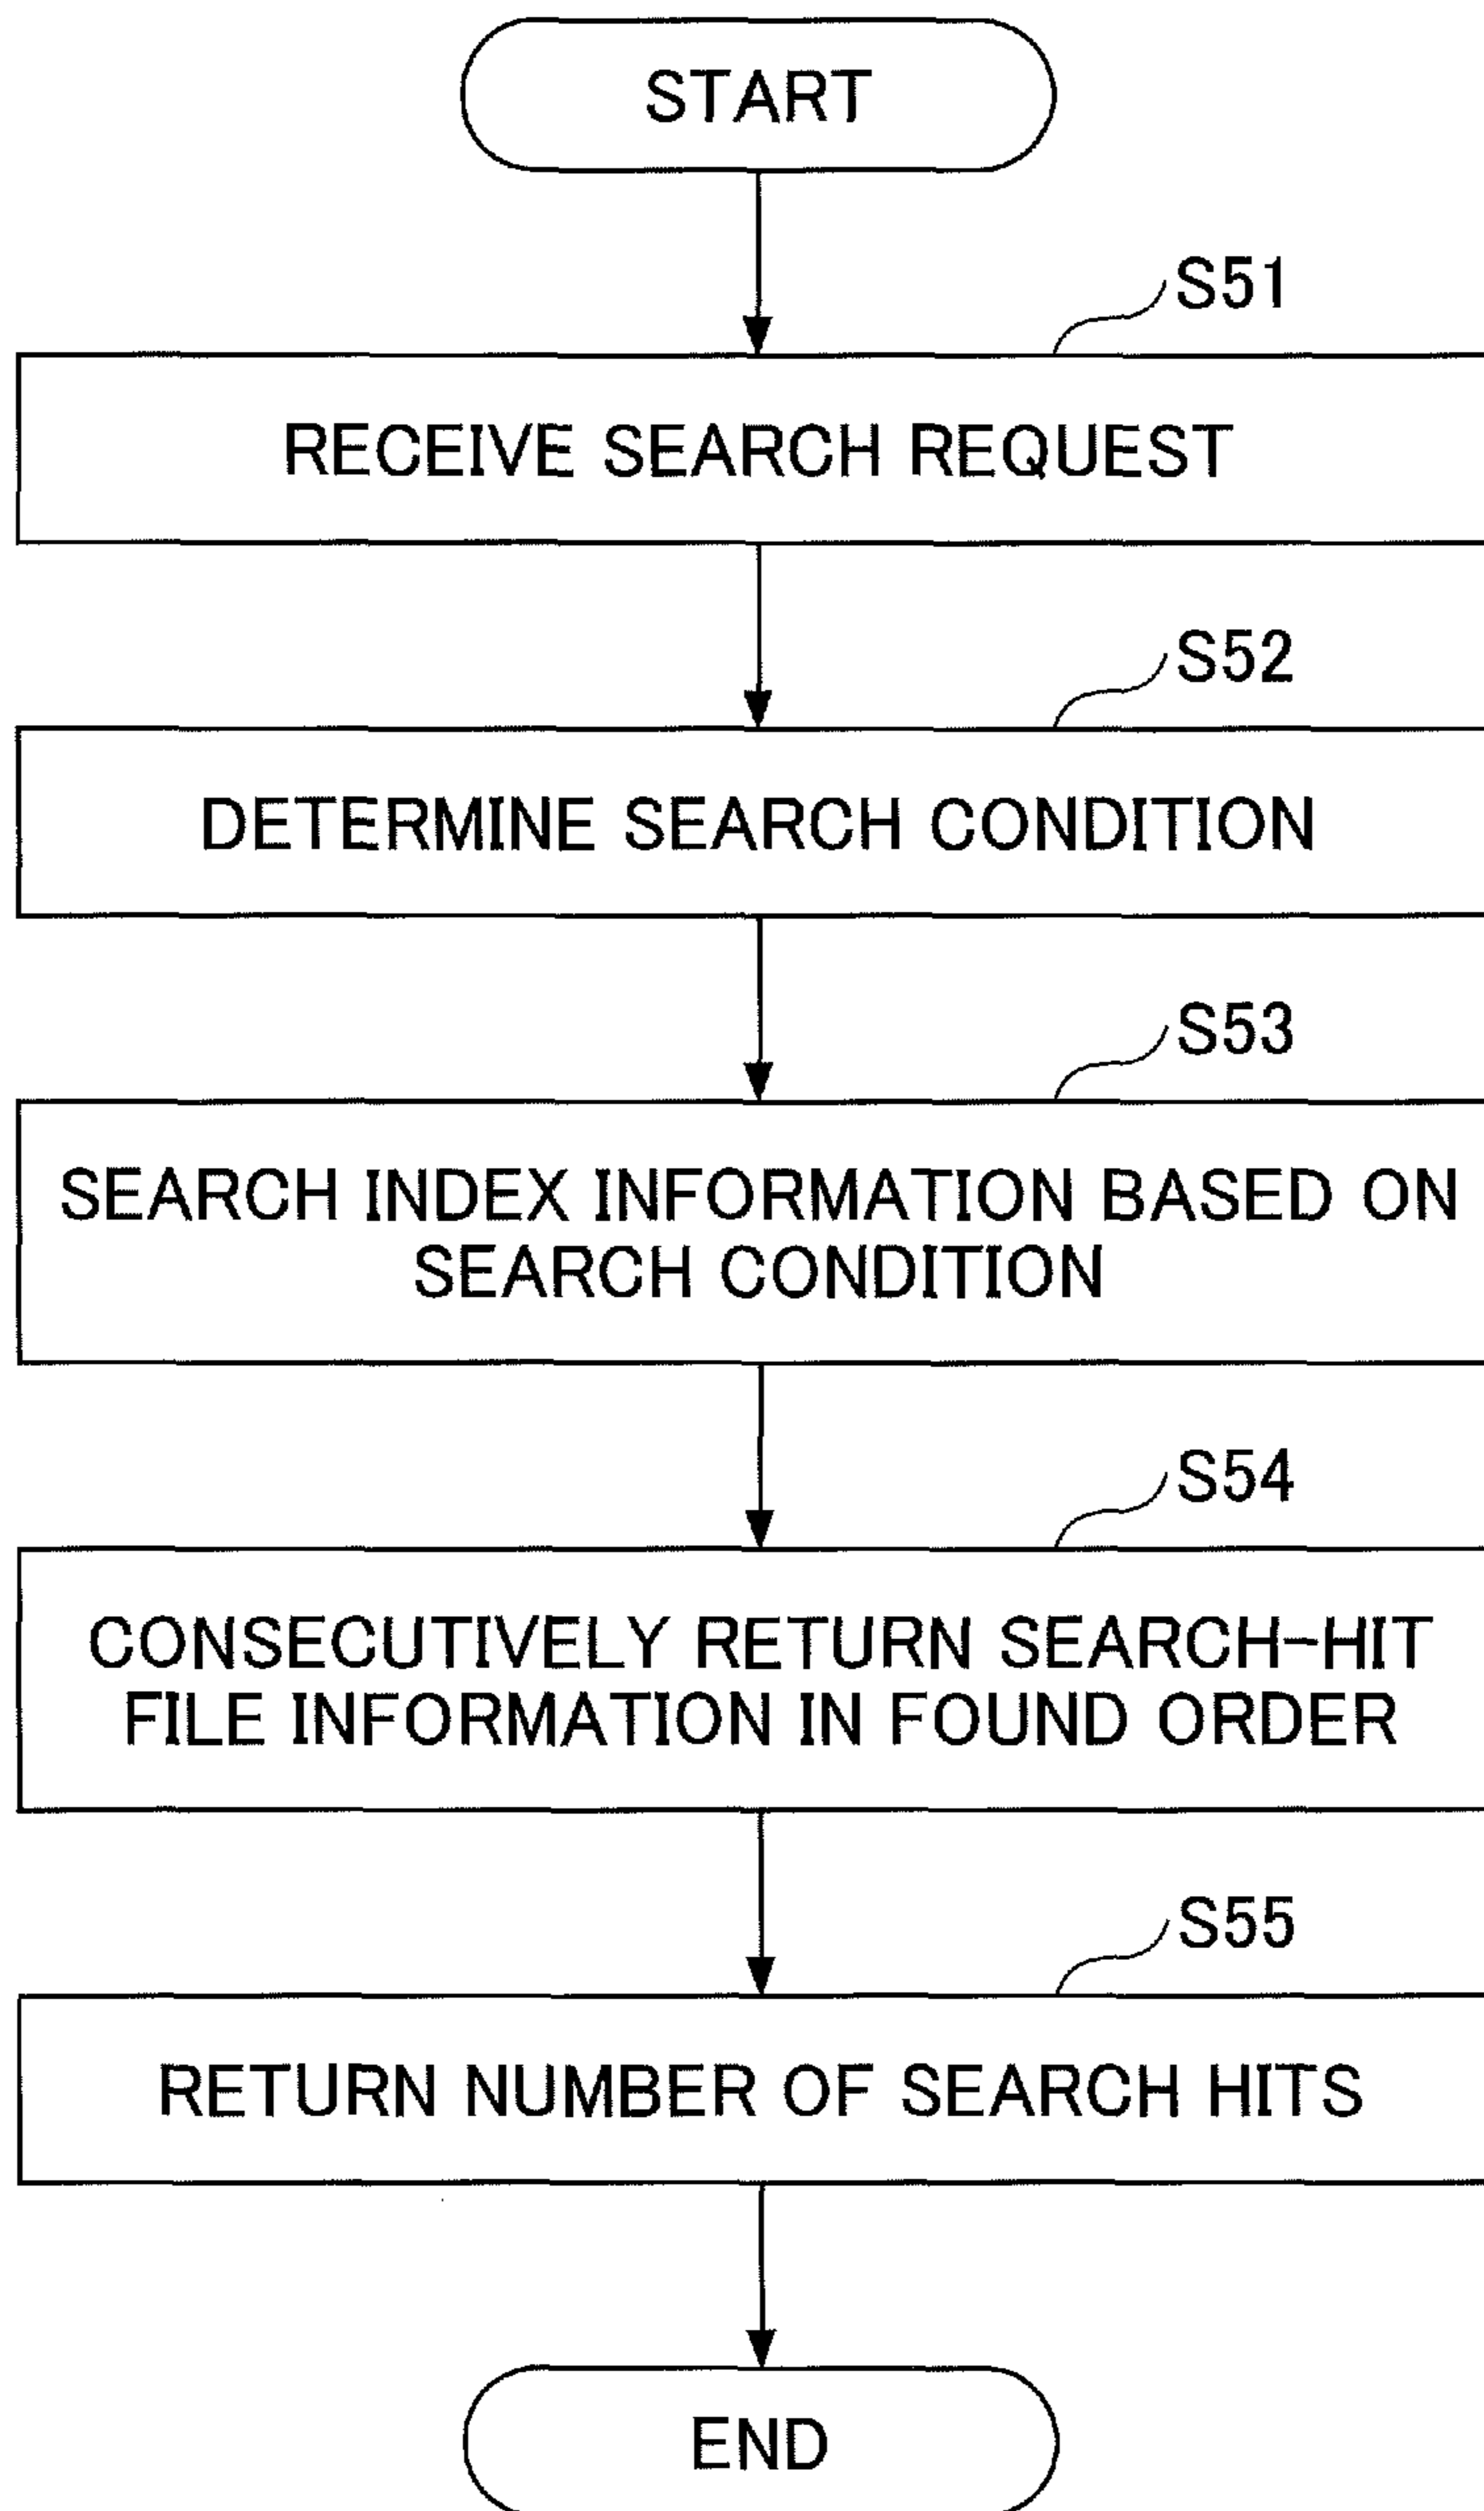 START
S51
RECEIVE SEARCH REQUEST
S52
DETERMINE SEARCH CONDITION
S53
SEARCH INDEX INFORMATION BASED ON
SEARCH CONDITION
S54
CONSECUTIVELY RETURN SEARCH-HIT
FILE INFORMATION IN FOUND ORDER
S55
RETURN NUMBER OF SEARCH HITS
END